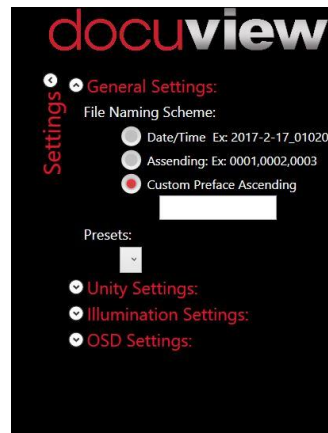 docuview
Settings
General Settings:
File Naming Scheme:
Date/Time Ex: 2017-2-17_01020
Assending: Ex: 0001,0002,0003
Custom Preface Ascending
Presets:
Unity Settings:
Illumination Settings:
OSD Settings: